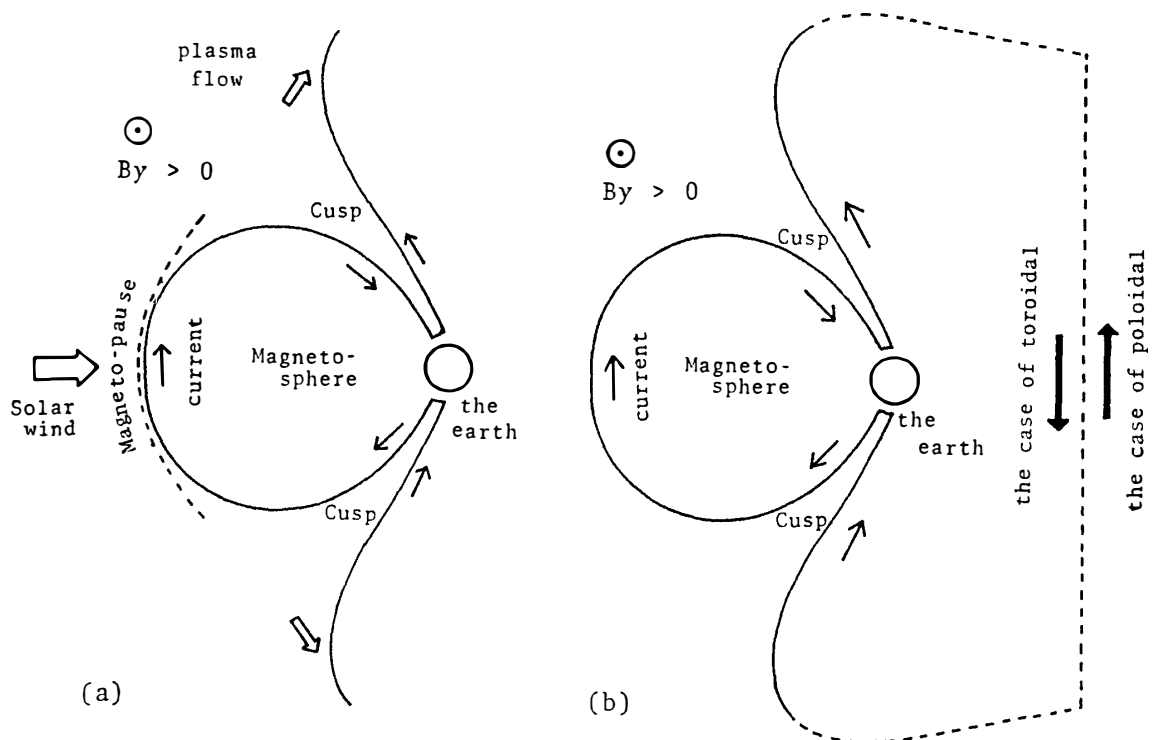 plasma
flow
By > 0
Cusp
Magneto-pause
current
Magneto-
sphere
Solar
wind
the
earth
Cusp
(a)
By > 0
Cusp
current
Magneto-
sphere
the
earth
the case of toroidal
the case of poloidal
Cusp
(b)